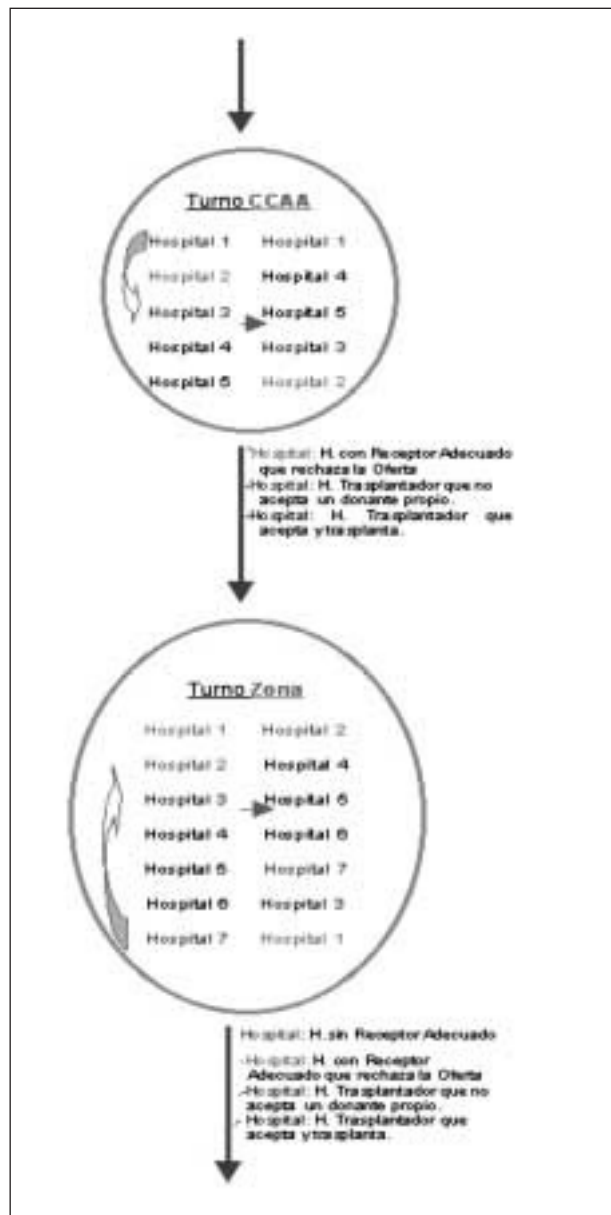 Turno CCAA
Hospital 1 Hospital 1
Hospital 2 Hospital 4
Hospital 3 Hospital 5
Hospital 4 Hospital 3
Hospital 5 Hospital 2
Hospital: H. con Receptor Adecuado
que rechaza la Oferta
Hospital: H. Trasplantador que no
acepta un donante propio.
Hospital: H. Trasplantador que
acepta y trasplanta.
Turno Zona
Hospital 1 Hospital 2
Hospital 2 Hospital 4
Hospital 3 Hospital 5
Hospital 4 Hospital 6
Hospital 5 Hospital 7
Hospital 6 Hospital 3
Hospital 7 Hospital 1
Hospital: H. sin Receptor Adecuado
Hospital: H. con Receptor
Adecuado que rechaza la Oferta
Hospital: H. Trasplantador que no
acepta un donante propio.
Hospital: H. Trasplantador que
acepta y trasplanta.